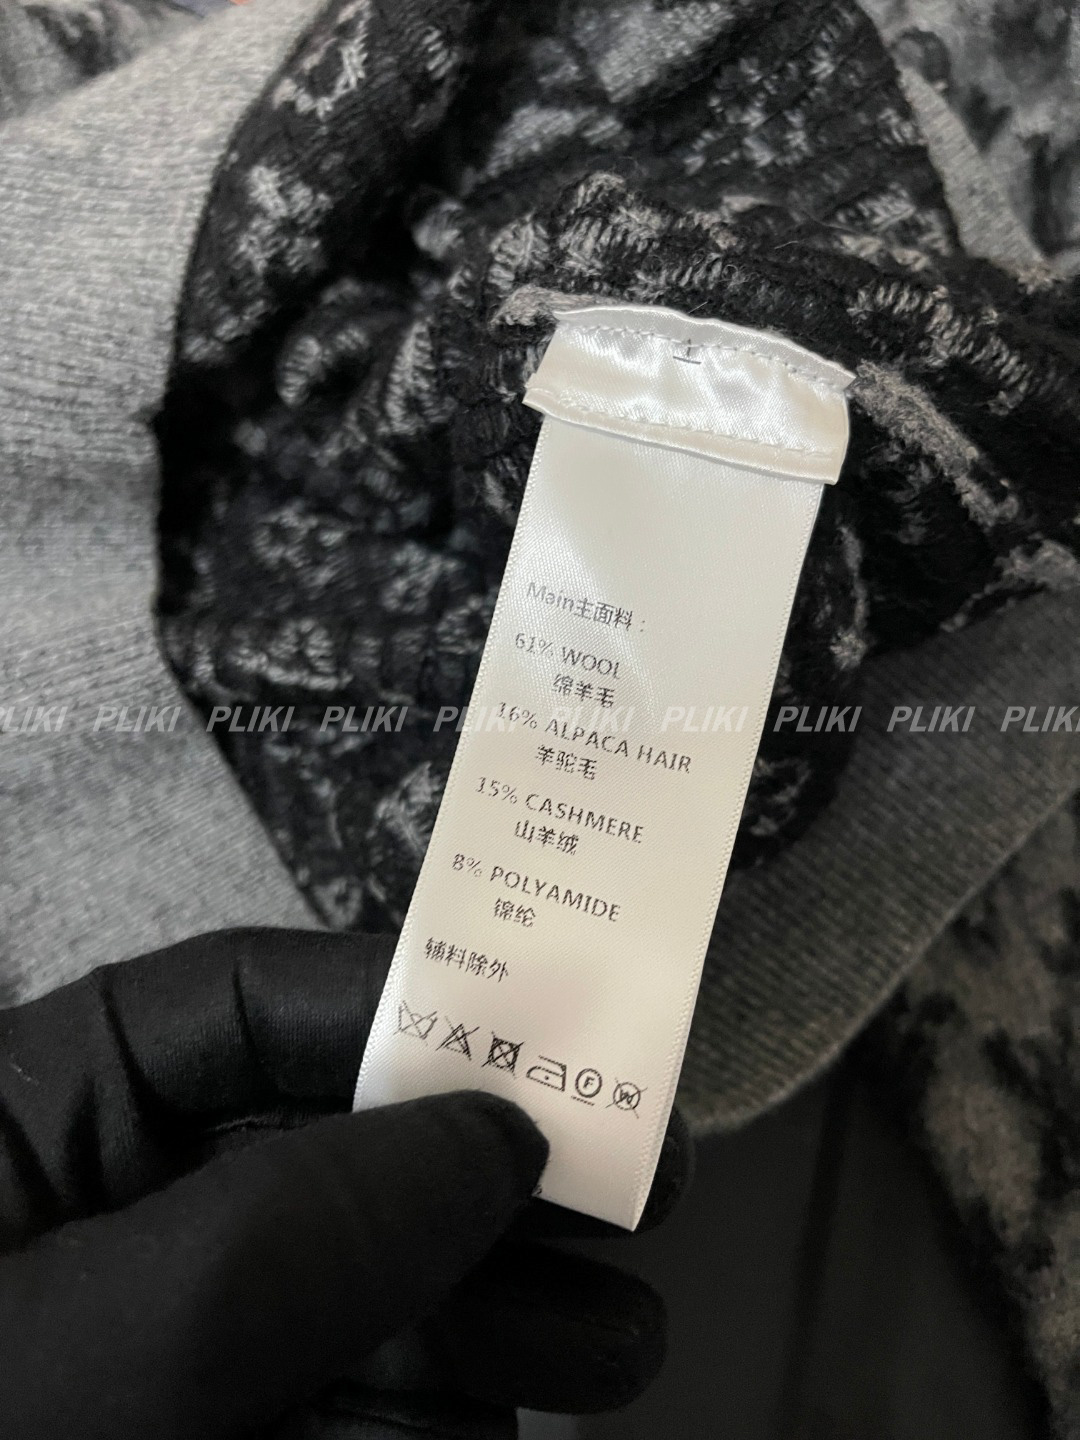 Main主面料：
61% WOOL
绵羊毛
16% ALPACA HAIR
羊驼毛
15% CASHMERE
山羊绒
8% POLYAMIDE
锦纶
辅料除外
F W
PLIKI PLIKI PLIKI PLIKI PLIKI PLIKI PLIKI PLIKI PLIKI PLIKI